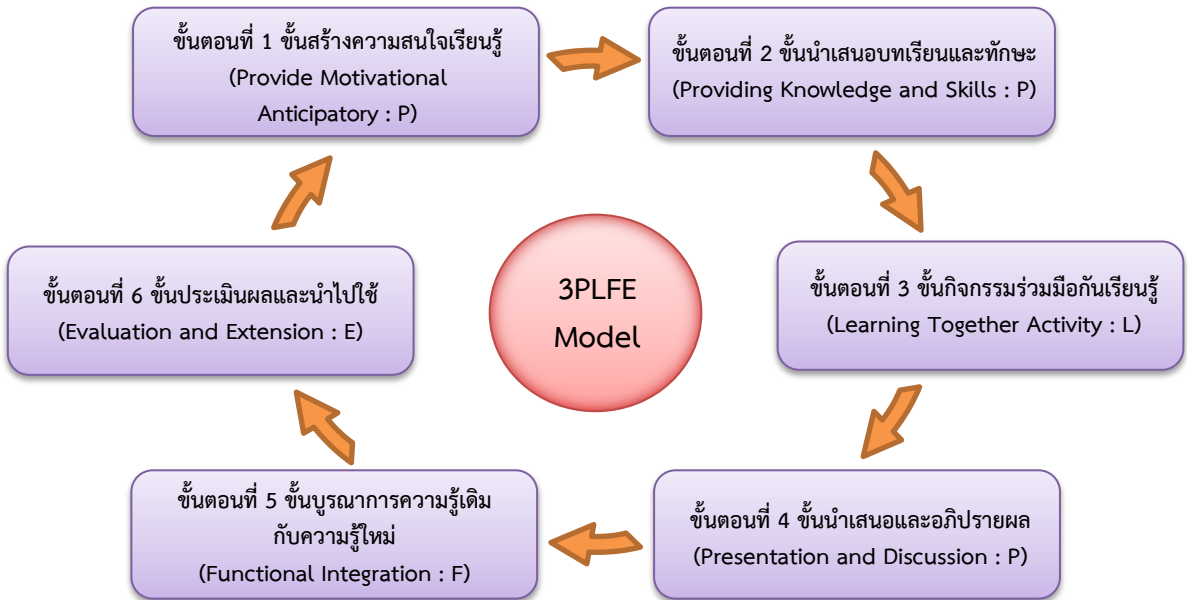 ขั้นตอนที่ 1 ขั้นสร้างความสนใจเรียนรู้
(Provide Motivational
Anticipatory : P)
ขั้นตอนที่ 2 ขั้นนำเสนอบทเรียนและทักษะ
(Providing Knowledge and Skills : P)
ขั้นตอนที่ 3 ขั้นกิจกรรมร่วมมือกันเรียนรู้
(Learning Together Activity : L)
ขั้นตอนที่ 4 ขั้นนำเสนอและอภิปรายผล
(Presentation and Discussion : P)
ขั้นตอนที่ 5 ขั้นบูรณาการความรู้เดิม
กับความรู้ใหม่
(Functional Integration : F)
ขั้นตอนที่ 6 ขั้นประเมินผลและนำไปใช้
(Evaluation and Extension : E)
3PLFE
Model